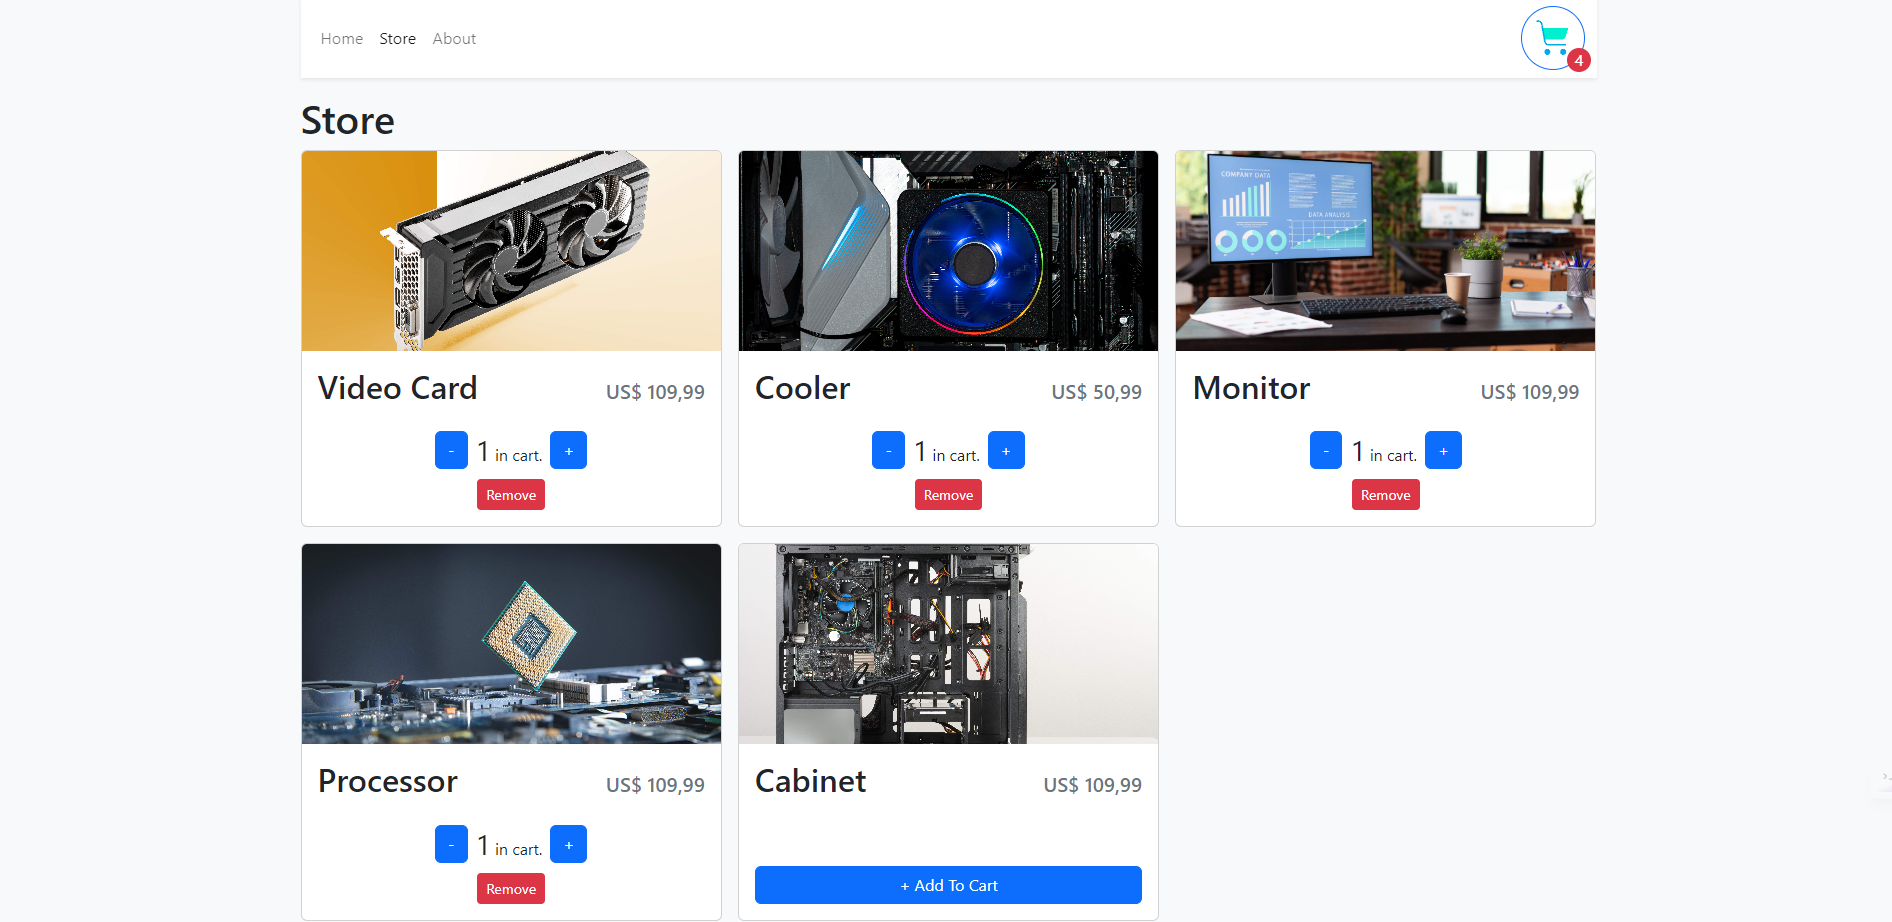 Home Store About
4
Store
COMPANY DATA
DATA ANALYSIS
Video Card US$ 109,99
Cooler US$ 50,99
Monitor US$ 109,99
- 1 in cart. +
- 1 in cart. +
- 1 in cart. +
Remove
Remove
Remove
Processor US$ 109,99
Cabinet US$ 109,99
- 1 in cart. +
Remove
+ Add To Cart